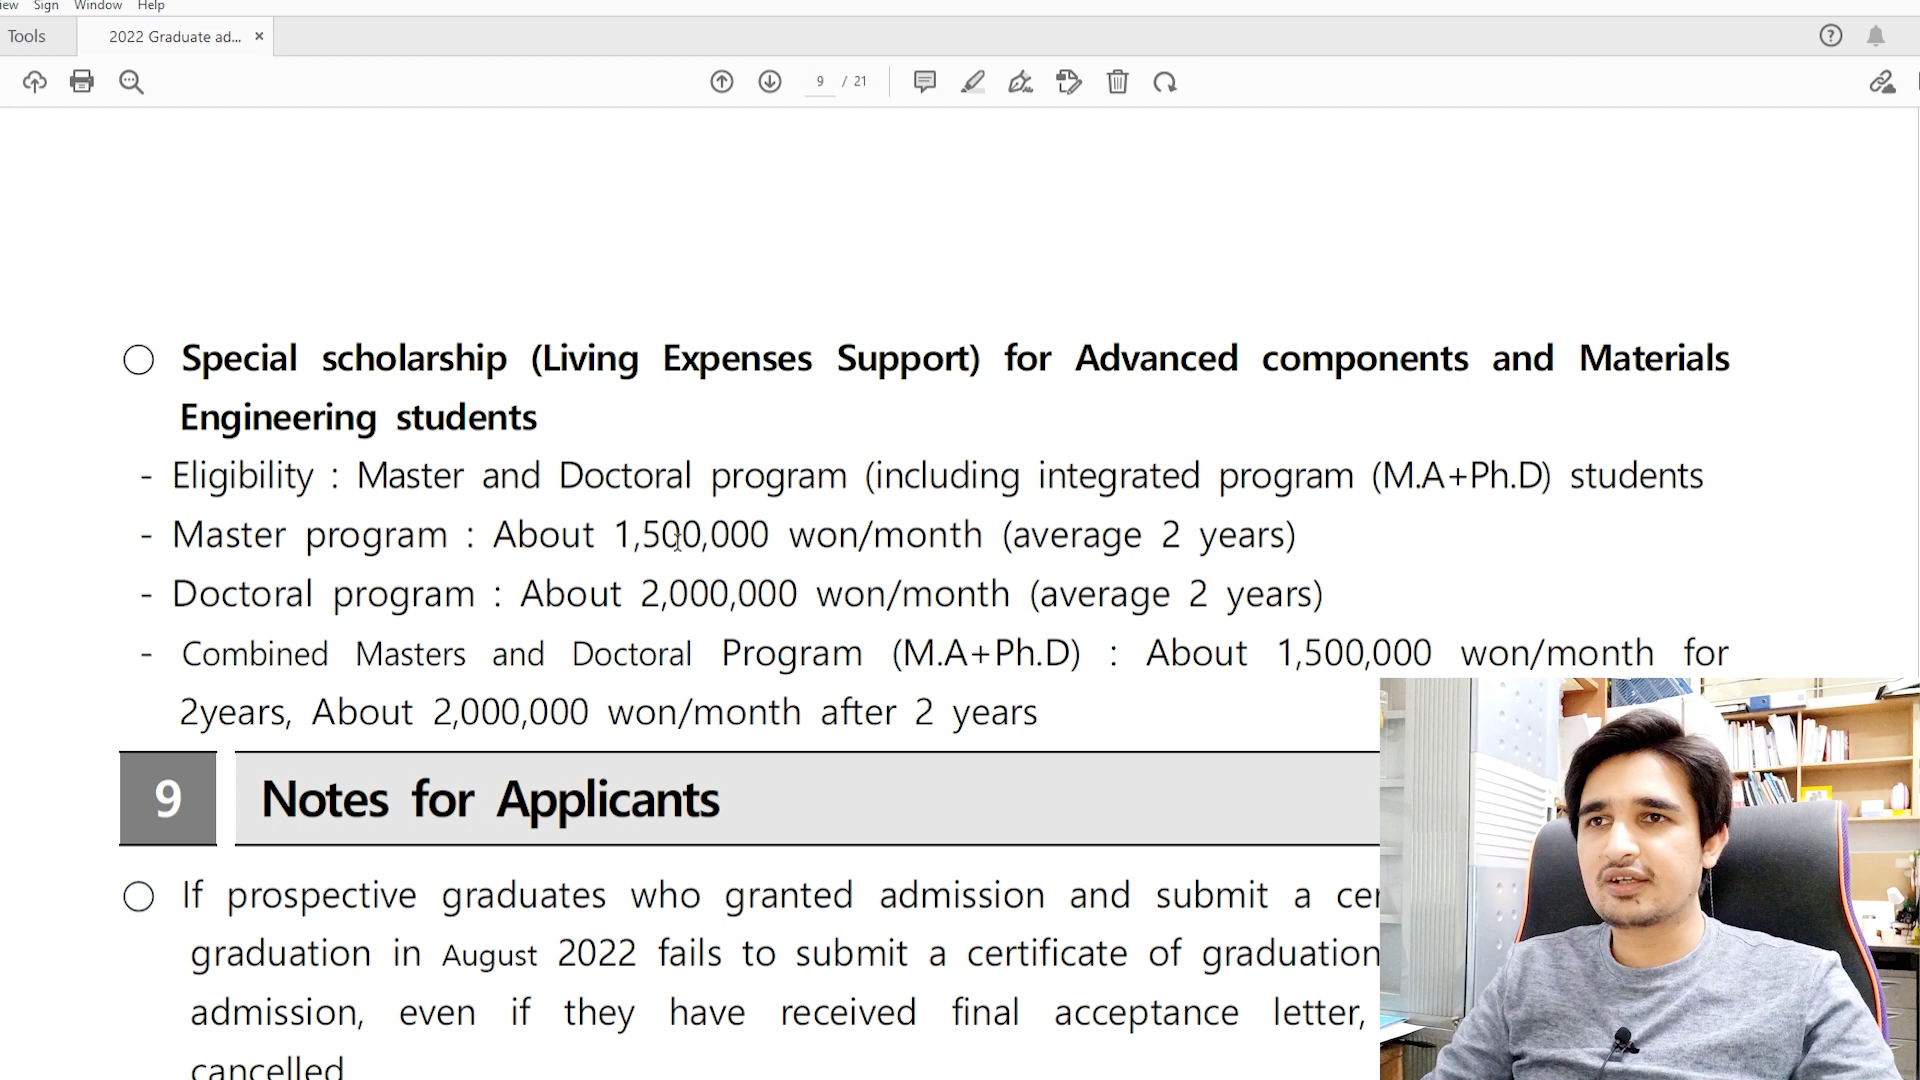 Sign Window Help
Tools 2022 Graduate ad... ×
9 / 21
○ Special scholarship (Living Expenses Support) for Advanced components and Materials
Engineering students
- Eligibility : Master and Doctoral program (including integrated program (M.A+Ph.D) students
- Master program : About 1,500,000 won/month (average 2 years)
- Doctoral program : About 2,000,000 won/month (average 2 years)
- Combined Masters and Doctoral Program (M.A+Ph.D) : About 1,500,000 won/month for
2years, About 2,000,000 won/month after 2 years
9 Notes for Applicants
○ If prospective graduates who granted admission and submit a cer
graduation in August 2022 fails to submit a certificate of graduation
admission, even if they have received final acceptance letter,
cancelled